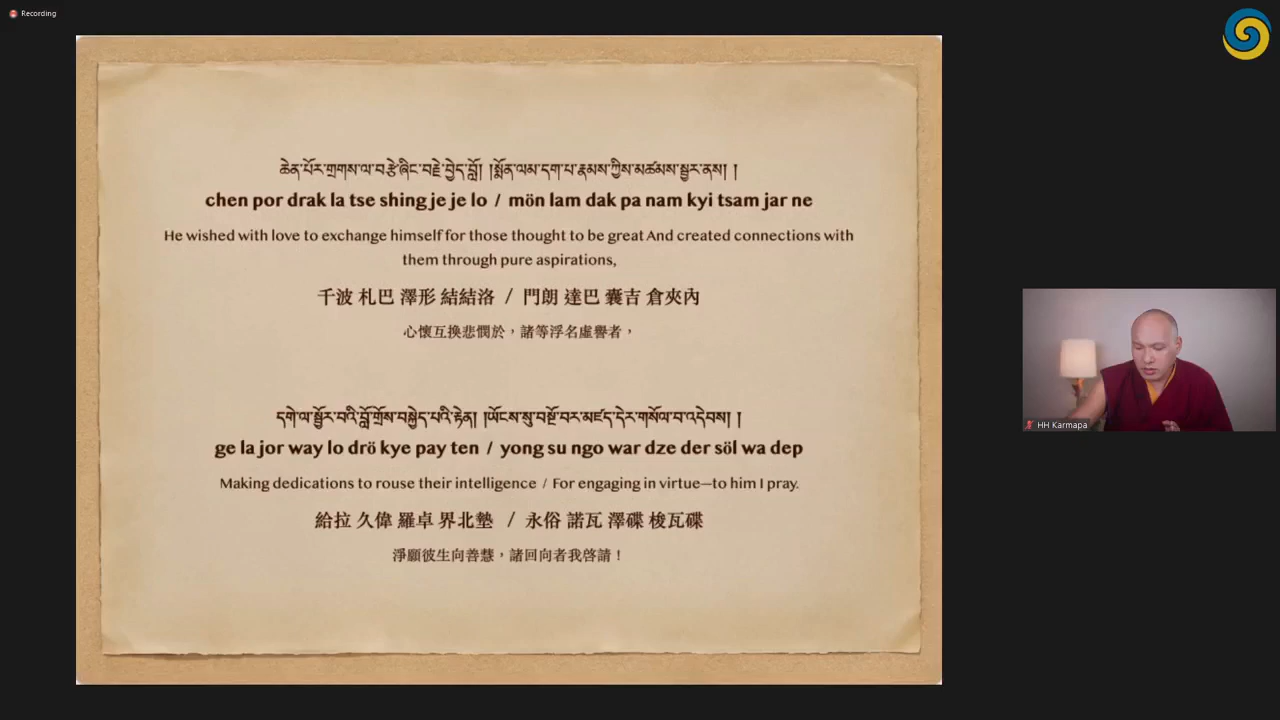 Recording
ཆེན་པོར་གྲགས་ལ་བརྩེ་ཞིང་བརྗེ་བྱེད་བློ། །སྨོན་ལམ་དག་པ་རྣམས་ཀྱིས་མཚམས་སྦྱར་ནས། །
chen por drak la tse shing je je lo / mön lam dak pa nam kyi tsam jar ne
He wished with love to exchange himself for those thought to be great And created connections with
them through pure aspirations,
千波 札巴 澤形 結結洛 / 門朗 達巴 囊吉 倉夾內
心懷互換悲憫於，諸等浮名虛譽者，
དགེ་ལ་སྦྱོར་བའི་བློ་གྲོས་བསྐྱེད་པའི་རྟེན། །ཡོངས་སུ་བསྔོ་བར་མཛད་དེར་གསོལ་བ་འདེབས། །
ge la jor way lo drö kye pay ten / yong su ngo war dze der söl wa dep
Making dedications to rouse their intelligence / For engaging in virtue—to him I pray.
給拉 久偉 羅卓 界北墊 / 永俗 諾瓦 澤碟 梭瓦碟
淨願彼生向善慧，諸回向者我啓請！
HH Karmapa